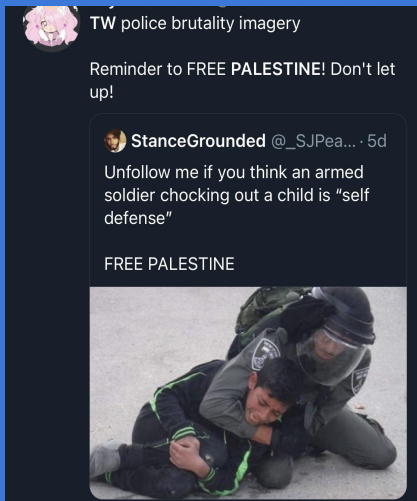 TW police brutality imagery
Reminder to FREE PALESTINE! Don't let
up!
StanceGrounded @_SJPea... · 5d
Unfollow me if you think an armed
soldier chocking out a child is “self
defense”
FREE PALESTINE